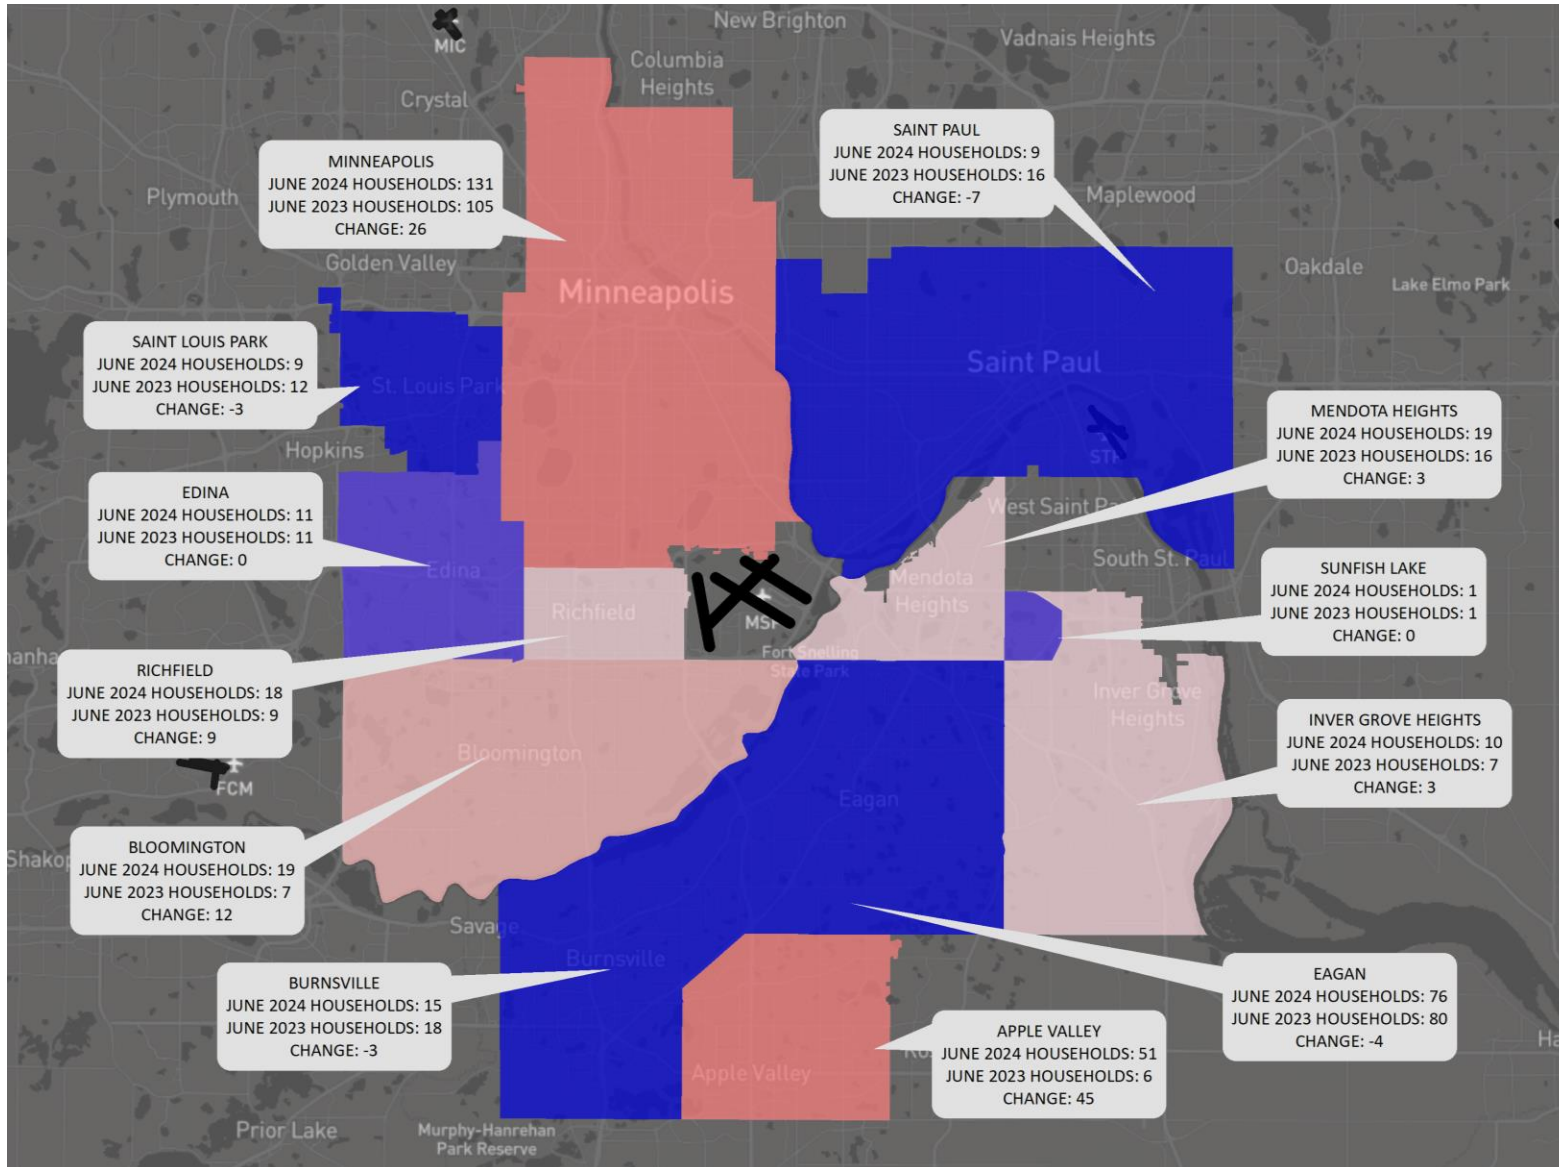 New Brighton
Vadnais Heights
MIC
Columbia
Heights
Crystal
SAINT PAUL
JUNE 2024 HOUSEHOLDS: 9
JUNE 2023 HOUSEHOLDS: 16
CHANGE: -7
MINNEAPOLIS
JUNE 2024 HOUSEHOLDS: 131
JUNE 2023 HOUSEHOLDS: 105
CHANGE: 26
Plymouth
Maplewood
Golden Valley
Oakdale
Lake Elmo Park
Minneapolis
SAINT LOUIS PARK
JUNE 2024 HOUSEHOLDS: 9
JUNE 2023 HOUSEHOLDS: 12
CHANGE: -3
St. Louis Park
Saint Paul
MENDOTA HEIGHTS
JUNE 2024 HOUSEHOLDS: 19
JUNE 2023 HOUSEHOLDS: 16
CHANGE: 3
Hopkins
STP
EDINA
JUNE 2024 HOUSEHOLDS: 11
JUNE 2023 HOUSEHOLDS: 11
CHANGE: 0
West Saint Pa
Edina
South St. Paul
Mendota
Heights
SUNFISH LAKE
JUNE 2024 HOUSEHOLDS: 1
JUNE 2023 HOUSEHOLDS: 1
CHANGE: 0
Richfield
MSP
Fort Snelling
State Park
anha
RICHFIELD
JUNE 2024 HOUSEHOLDS: 18
JUNE 2023 HOUSEHOLDS: 9
CHANGE: 9
Inver Grove
Heights
INVER GROVE HEIGHTS
JUNE 2024 HOUSEHOLDS: 10
JUNE 2023 HOUSEHOLDS: 7
CHANGE: 3
Bloomington
FCM
Eagan
Shakop
BLOOMINGTON
JUNE 2024 HOUSEHOLDS: 19
JUNE 2023 HOUSEHOLDS: 7
CHANGE: 12
Savage
Burnsville
BURNSVILLE
JUNE 2024 HOUSEHOLDS: 15
JUNE 2023 HOUSEHOLDS: 18
CHANGE: -3
EAGAN
JUNE 2024 HOUSEHOLDS: 76
JUNE 2023 HOUSEHOLDS: 80
CHANGE: -4
APPLE VALLEY
JUNE 2024 HOUSEHOLDS: 51
JUNE 2023 HOUSEHOLDS: 6
CHANGE: 45
Ro
Ha
Apple Valley
Prior Lake
Murphy-Hanrehan
Park Reserve